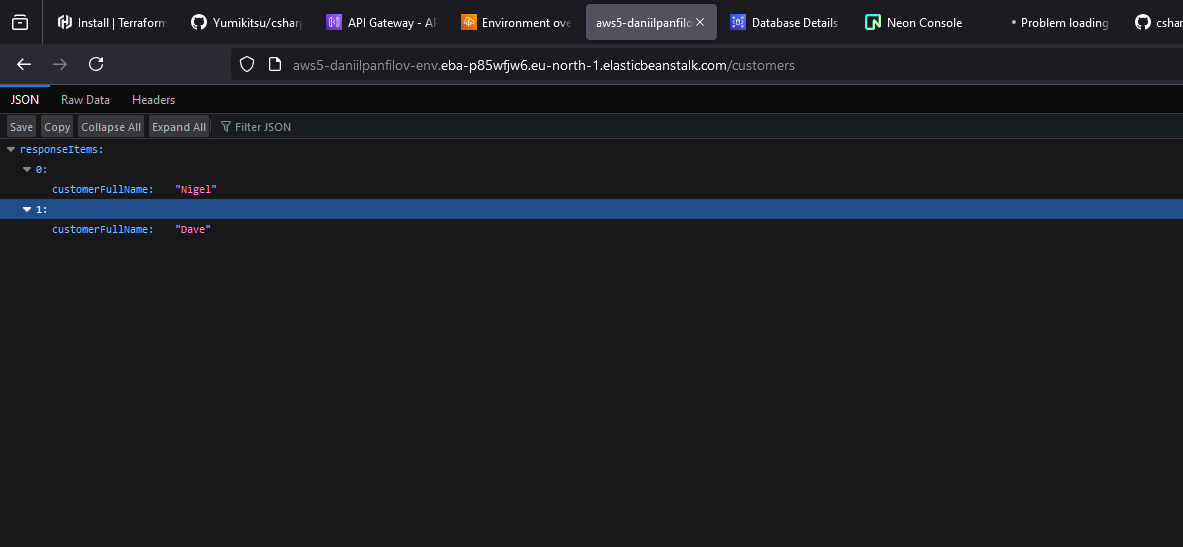 Install | Terraform
Yumikitsu/cshar
API Gateway - AP
Environment ove
aws5-daniilpanfilo
Database Details
Neon Console
Problem loading
cshar
aws5-daniilpanfilov-env.eba-p85wfjw6.eu-north-1.elasticbeanstalk.com/customers
JSON Raw Data Headers
Save Copy Collapse All Expand All Filter JSON
responseItems:
0:
customerFullName: "Nigel"
1:
customerFullName: "Dave"